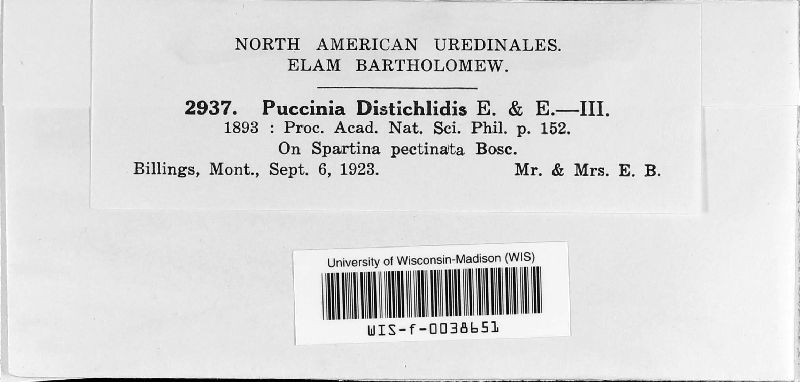 NORTH AMERICAN UREDINALES.
ELAM BARTHOLOMEW.
2937. Puccinia Distichlidis E. & E.—III.
1893 : Proc. Acad. Nat. Sci. Phil. p. 152.
On Spartina pectinata Bosc.
Billings, Mont., Sept. 6, 1923. Mr. & Mrs. E. B.
University of Wisconsin-Madison (WIS)
WIS-f-0038651